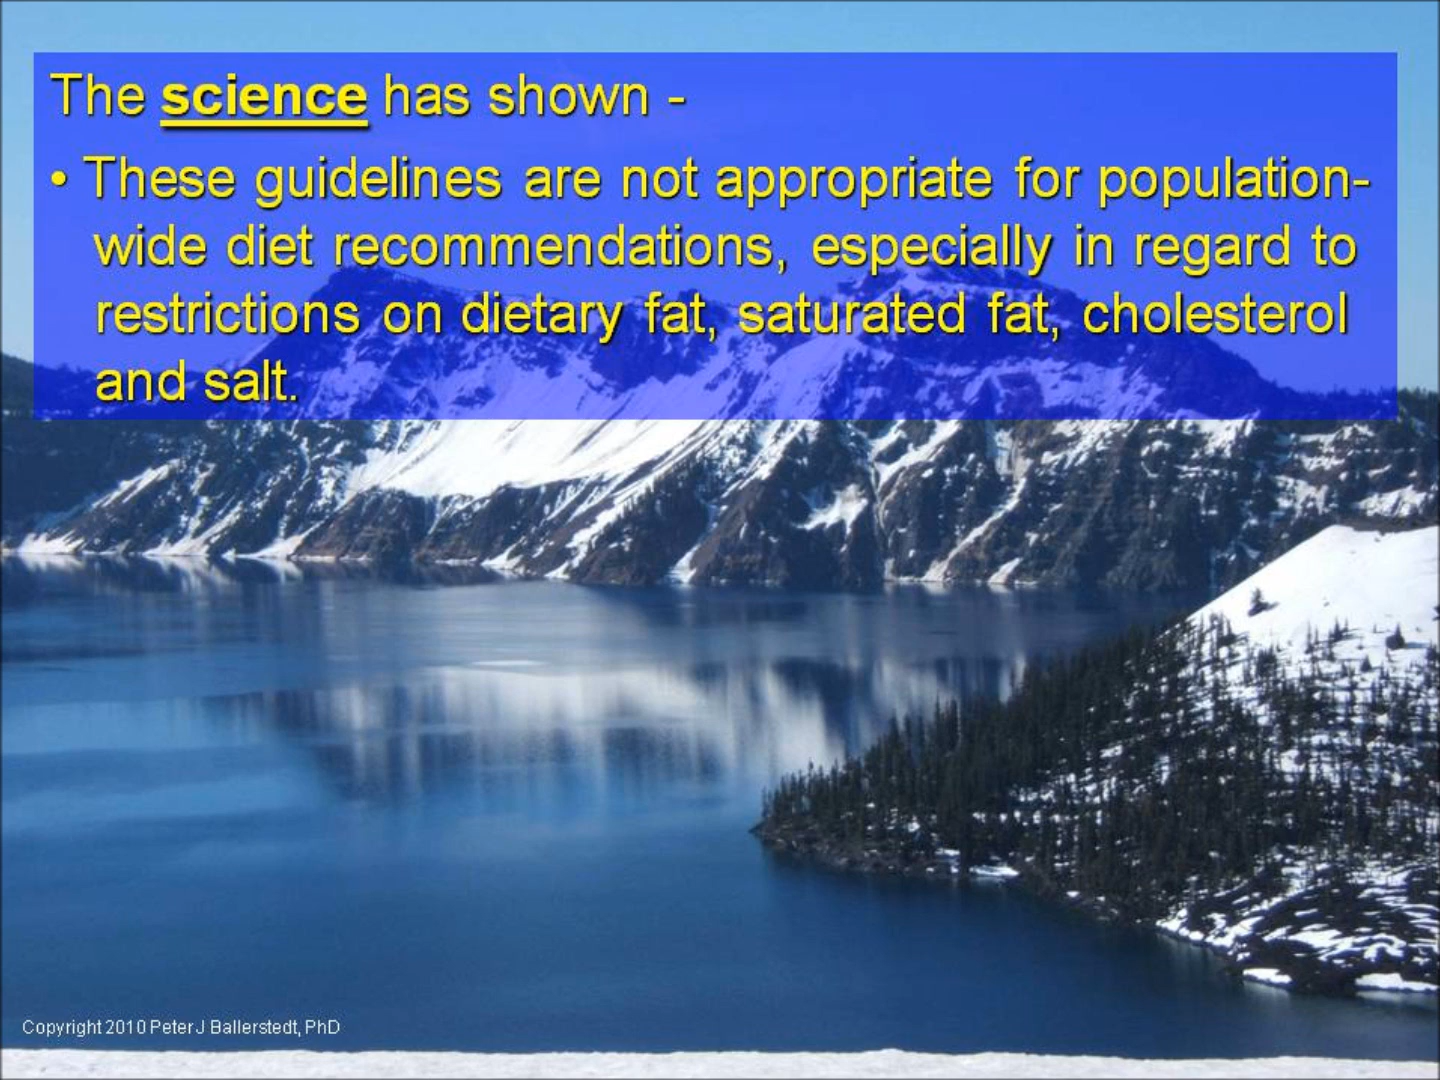 The science has shown -
• These guidelines are not appropriate for population-
wide diet recommendations, especially in regard to
restrictions on dietary fat, saturated fat, cholesterol
and salt.
Copyright 2010 Peter J Ballerstedt, PhD